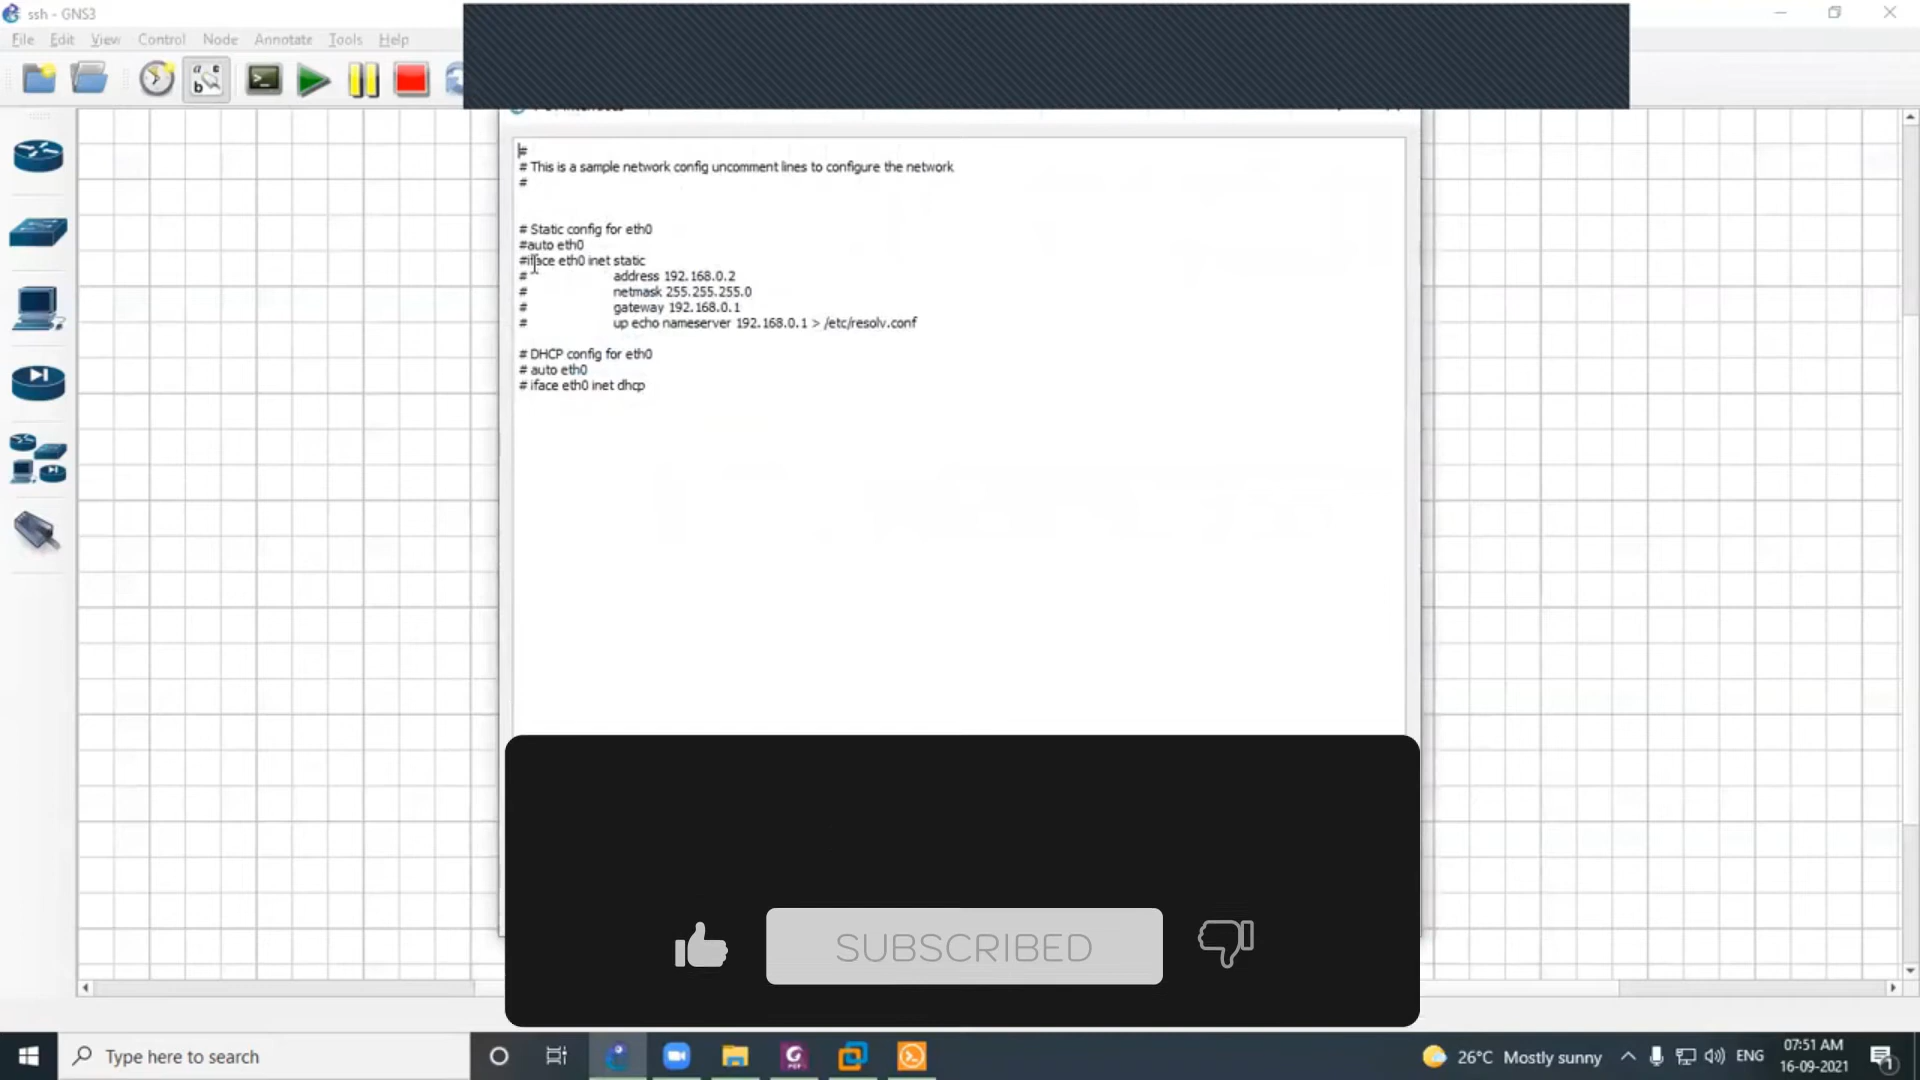 ssh - GNS3
File Edit View Control Node Annotate Tools Help
#
# This is a sample network config uncomment lines to configure the network
#
# Static config for eth0
#auto eth0
#iface eth0 inet static
# address 192.168.0.2
# netmask 255.255.255.0
# gateway 192.168.0.1
# up echo nameserver 192.168.0.1 > /etc/resolv.conf
# DHCP config for eth0
# auto eth0
# iface eth0 inet dhcp
SUBSCRIBED
Type here to search
26°C Mostly sunny
ENG
07:51 AM
16-09-2021
1